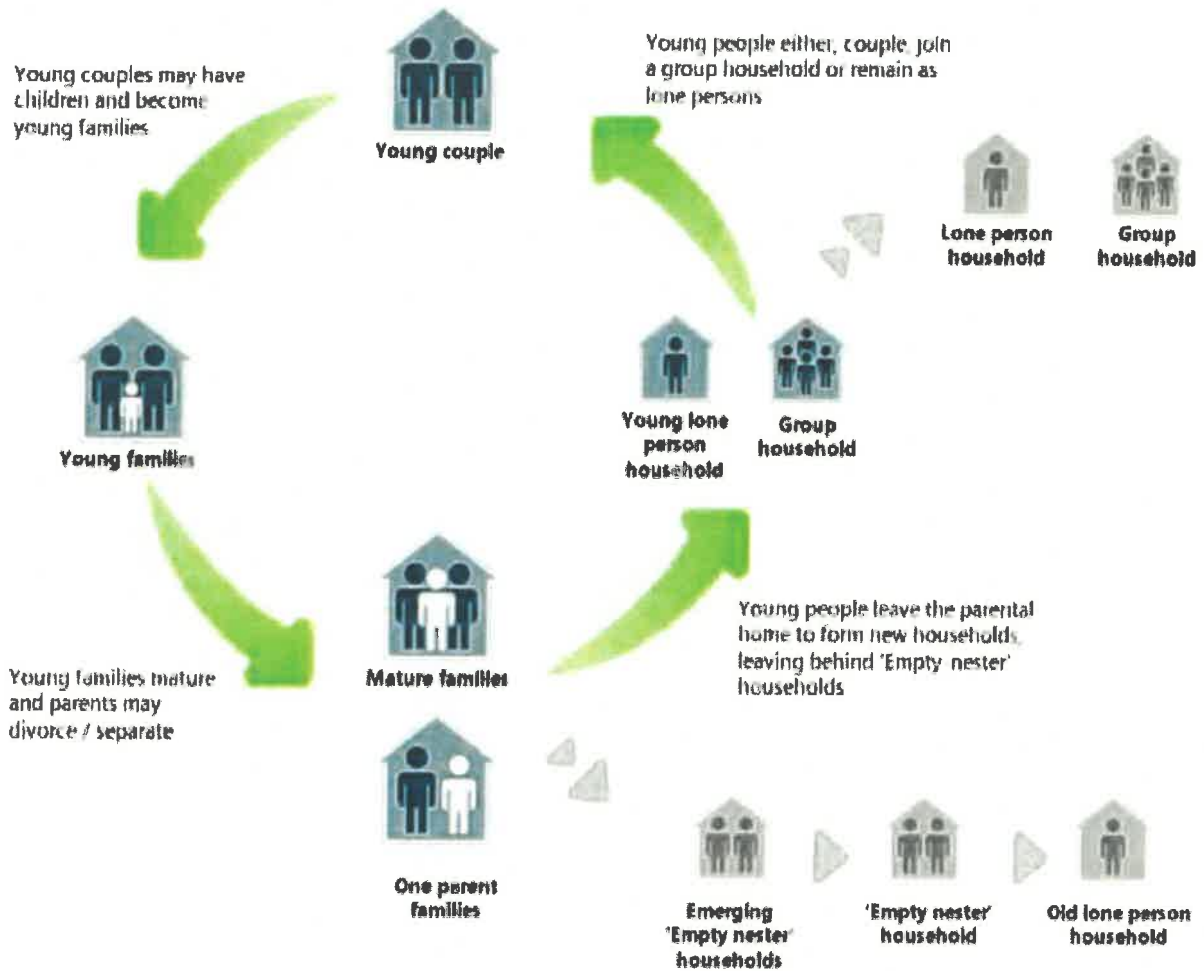 Young couples may have
children and become
young families
Young couple
Young people either, couple, join
a group household or remain as
lone persons
Lone person
household
Group
household
Young families
Young lone
person
household
Group
household
Young families mature
and parents may
divorce / separate
Mature families
Young people leave the parental
home to form new households,
leaving behind 'Empty nester'
households
One parent
families
Emerging
'Empty nester'
households
'Empty nester'
household
Old lone person
household